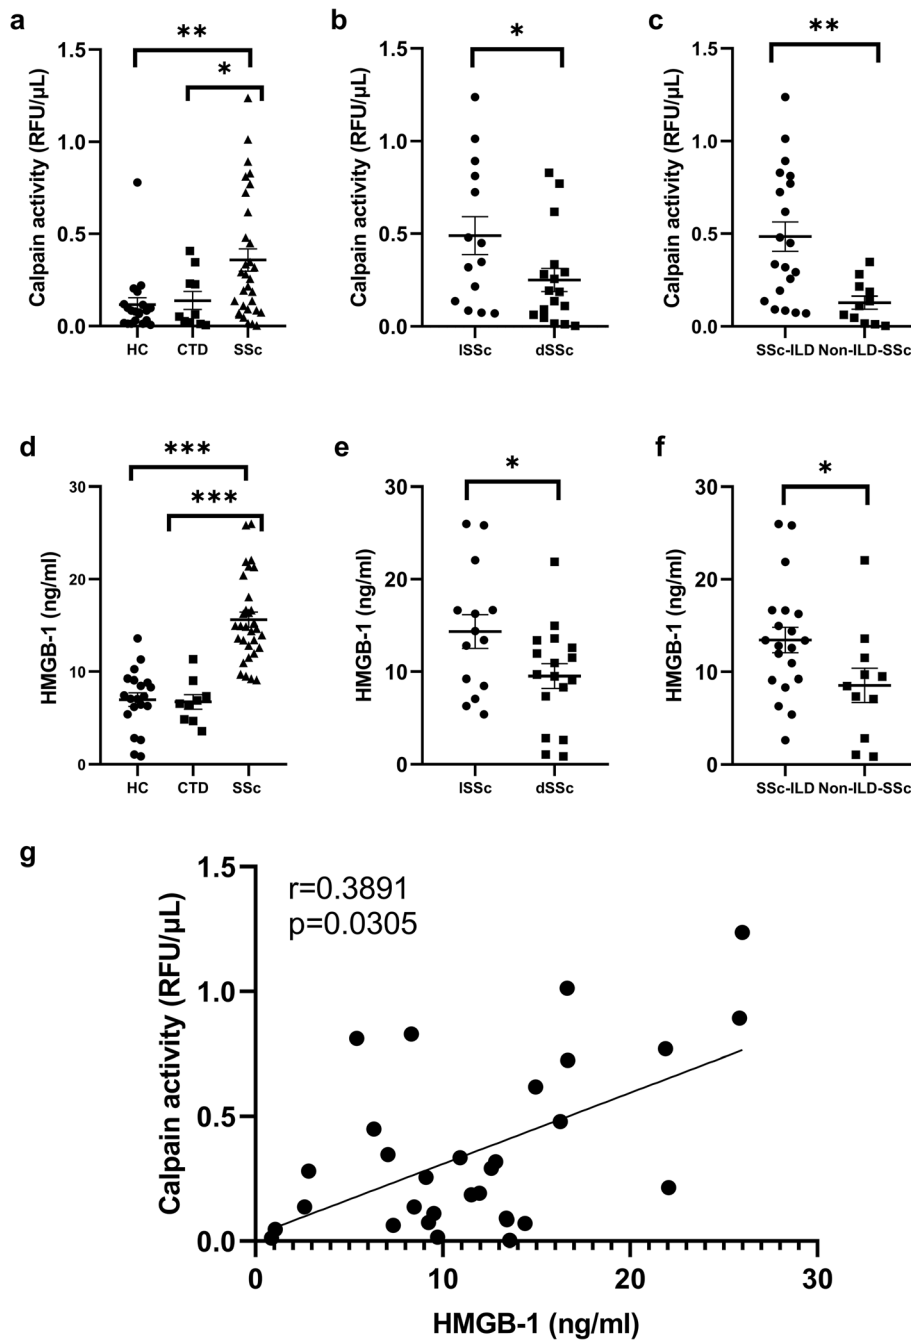 a
**
*
Calpain activity (RFU/μL)
1.5
1.0
0.5
0.0
HC CTD SSc
b
*
Calpain activity (RFU/μL)
1.5
1.0
0.5
0.0
lSSc dSSc
c
**
Calpain activity (RFU/μL)
1.5
1.0
0.5
0.0
SSc-ILD Non-ILD-SSc
d
***
***
HMGB-1 (ng/ml)
30
20
10
0
HC CTD SSc
e
*
HMGB-1 (ng/ml)
30
20
10
0
lSSc dSSc
f
*
HMGB-1 (ng/ml)
30
20
10
0
SSc-ILD Non-ILD-SSc
g
r=0.3891
p=0.0305
Calpain activity (RFU/μL)
1.5
1.0
0.5
0.0
0 10 20 30
HMGB-1 (ng/ml)